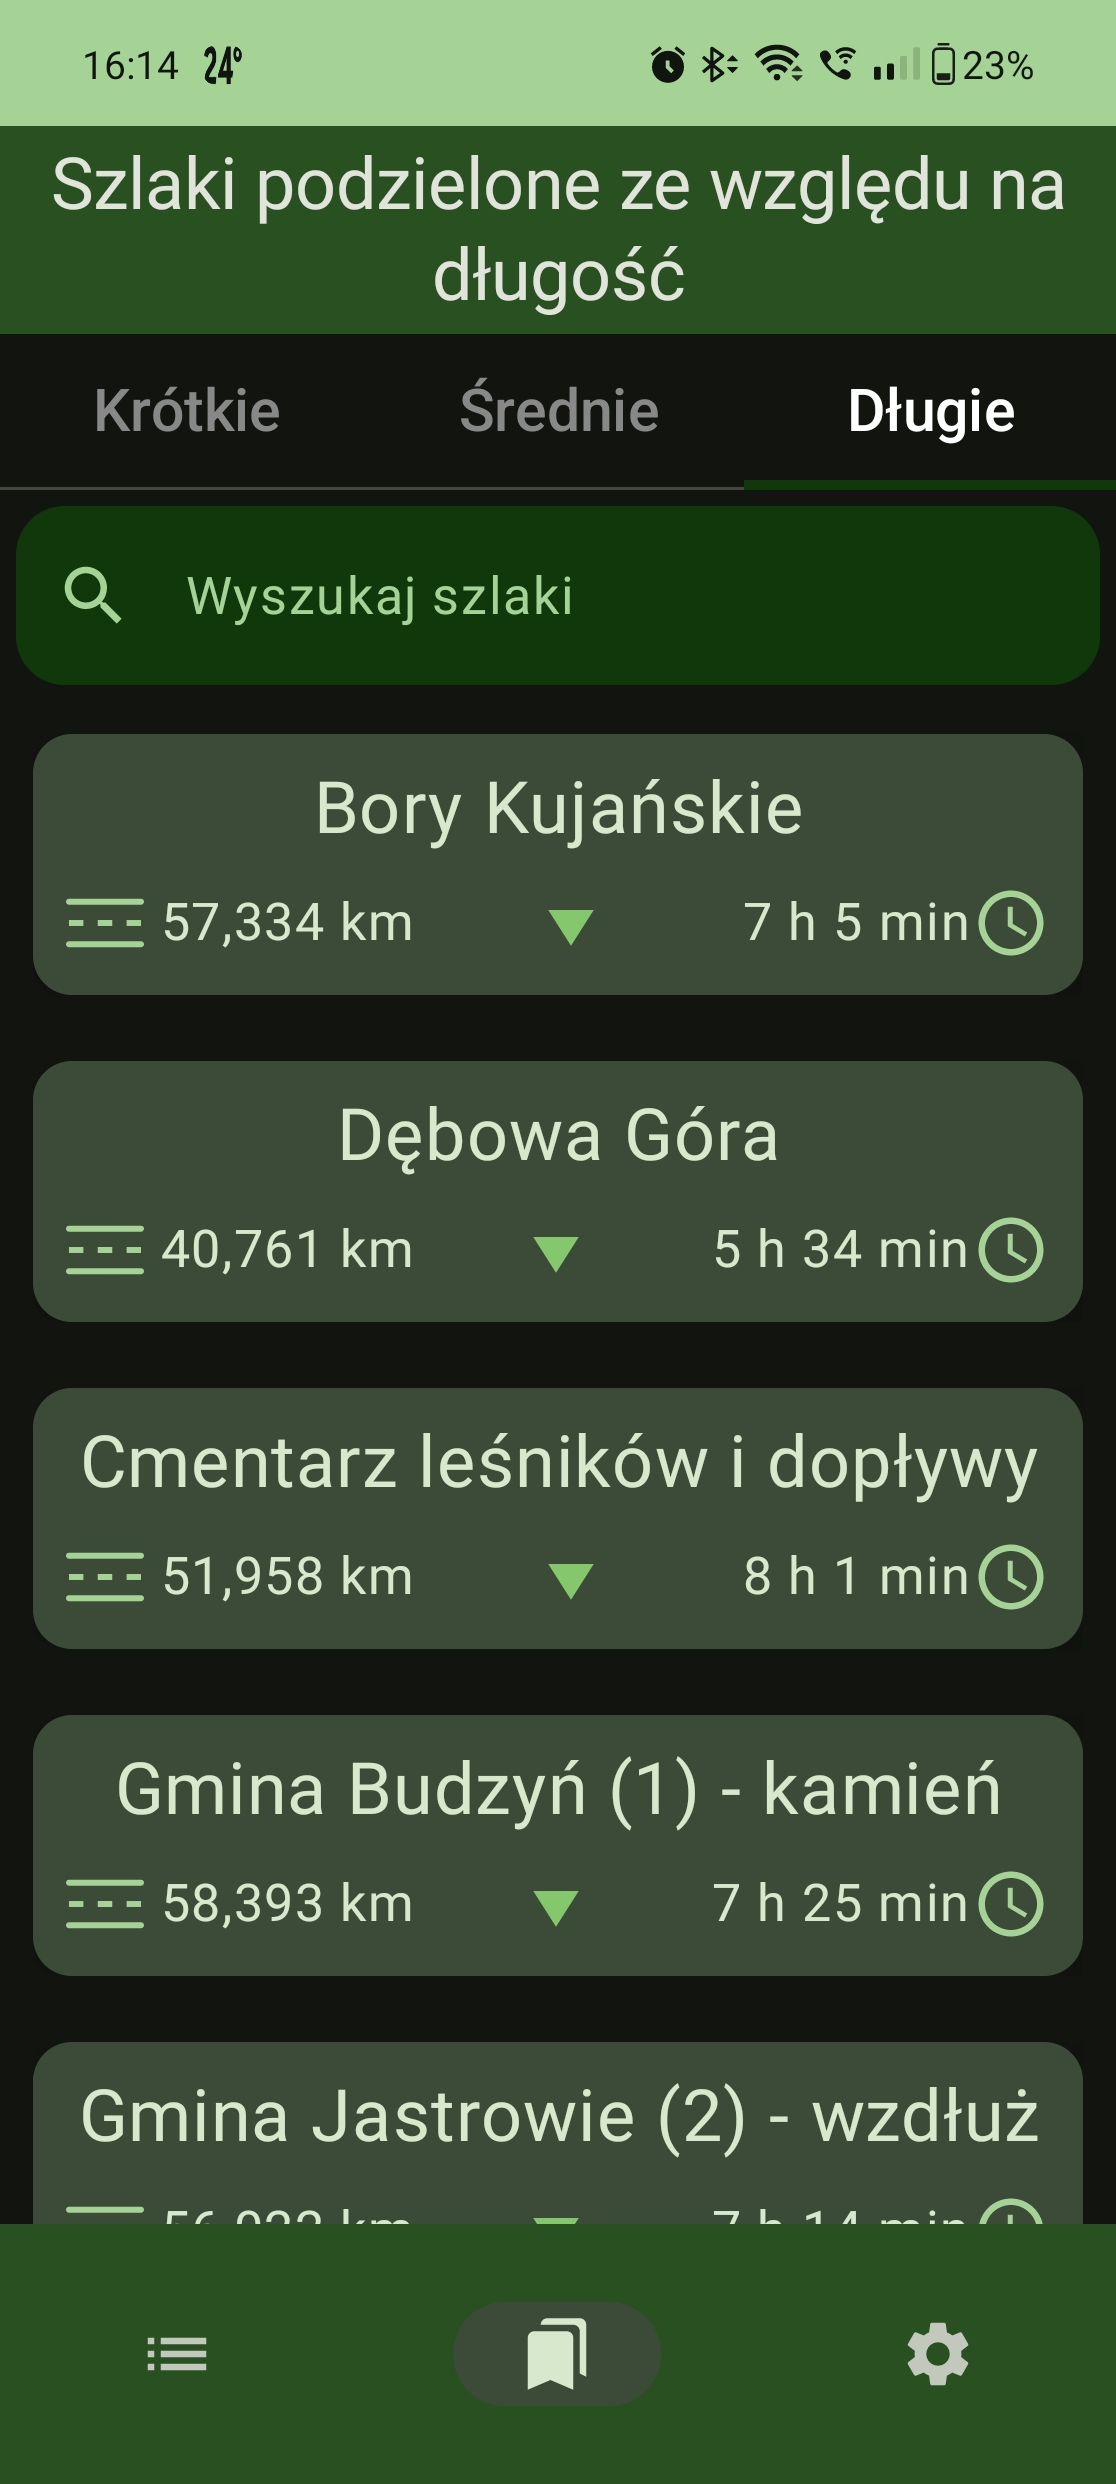 16:14 24° 23%
Szlaki podzielone ze względu na
długość
Krótkie Średnie Długie
Wyszukaj szlaki
Bory Kujańskie
57,334 km 7 h 5 min
Dębowa Góra
40,761 km 5 h 34 min
Cmentarz leśników i dopływy
51,958 km 8 h 1 min
Gmina Budzyń (1) - kamień
58,393 km 7 h 25 min
Gmina Jastrowie (2) - wzdłuż
km 7 h 14 min